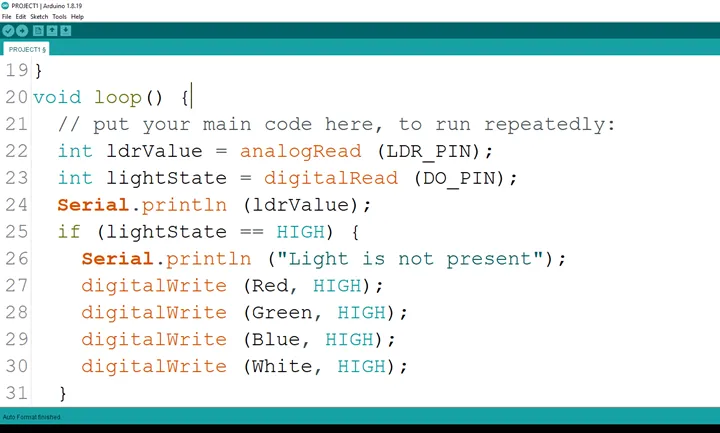 PROJECT1 | Arduino 1.8.19
File Edit Sketch Tools Help
PROJECT1 §
19 }
20 void loop() {
21 // put your main code here, to run repeatedly:
22 int ldrValue = analogRead (LDR_PIN);
23 int lightState = digitalRead (DO_PIN);
24 Serial.println (ldrValue);
25 if (lightState == HIGH) {
26 Serial.println ("Light is not present");
27 digitalWrite (Red, HIGH);
28 digitalWrite (Green, HIGH);
29 digitalWrite (Blue, HIGH);
30 digitalWrite (White, HIGH);
31 }
Auto Format finished.